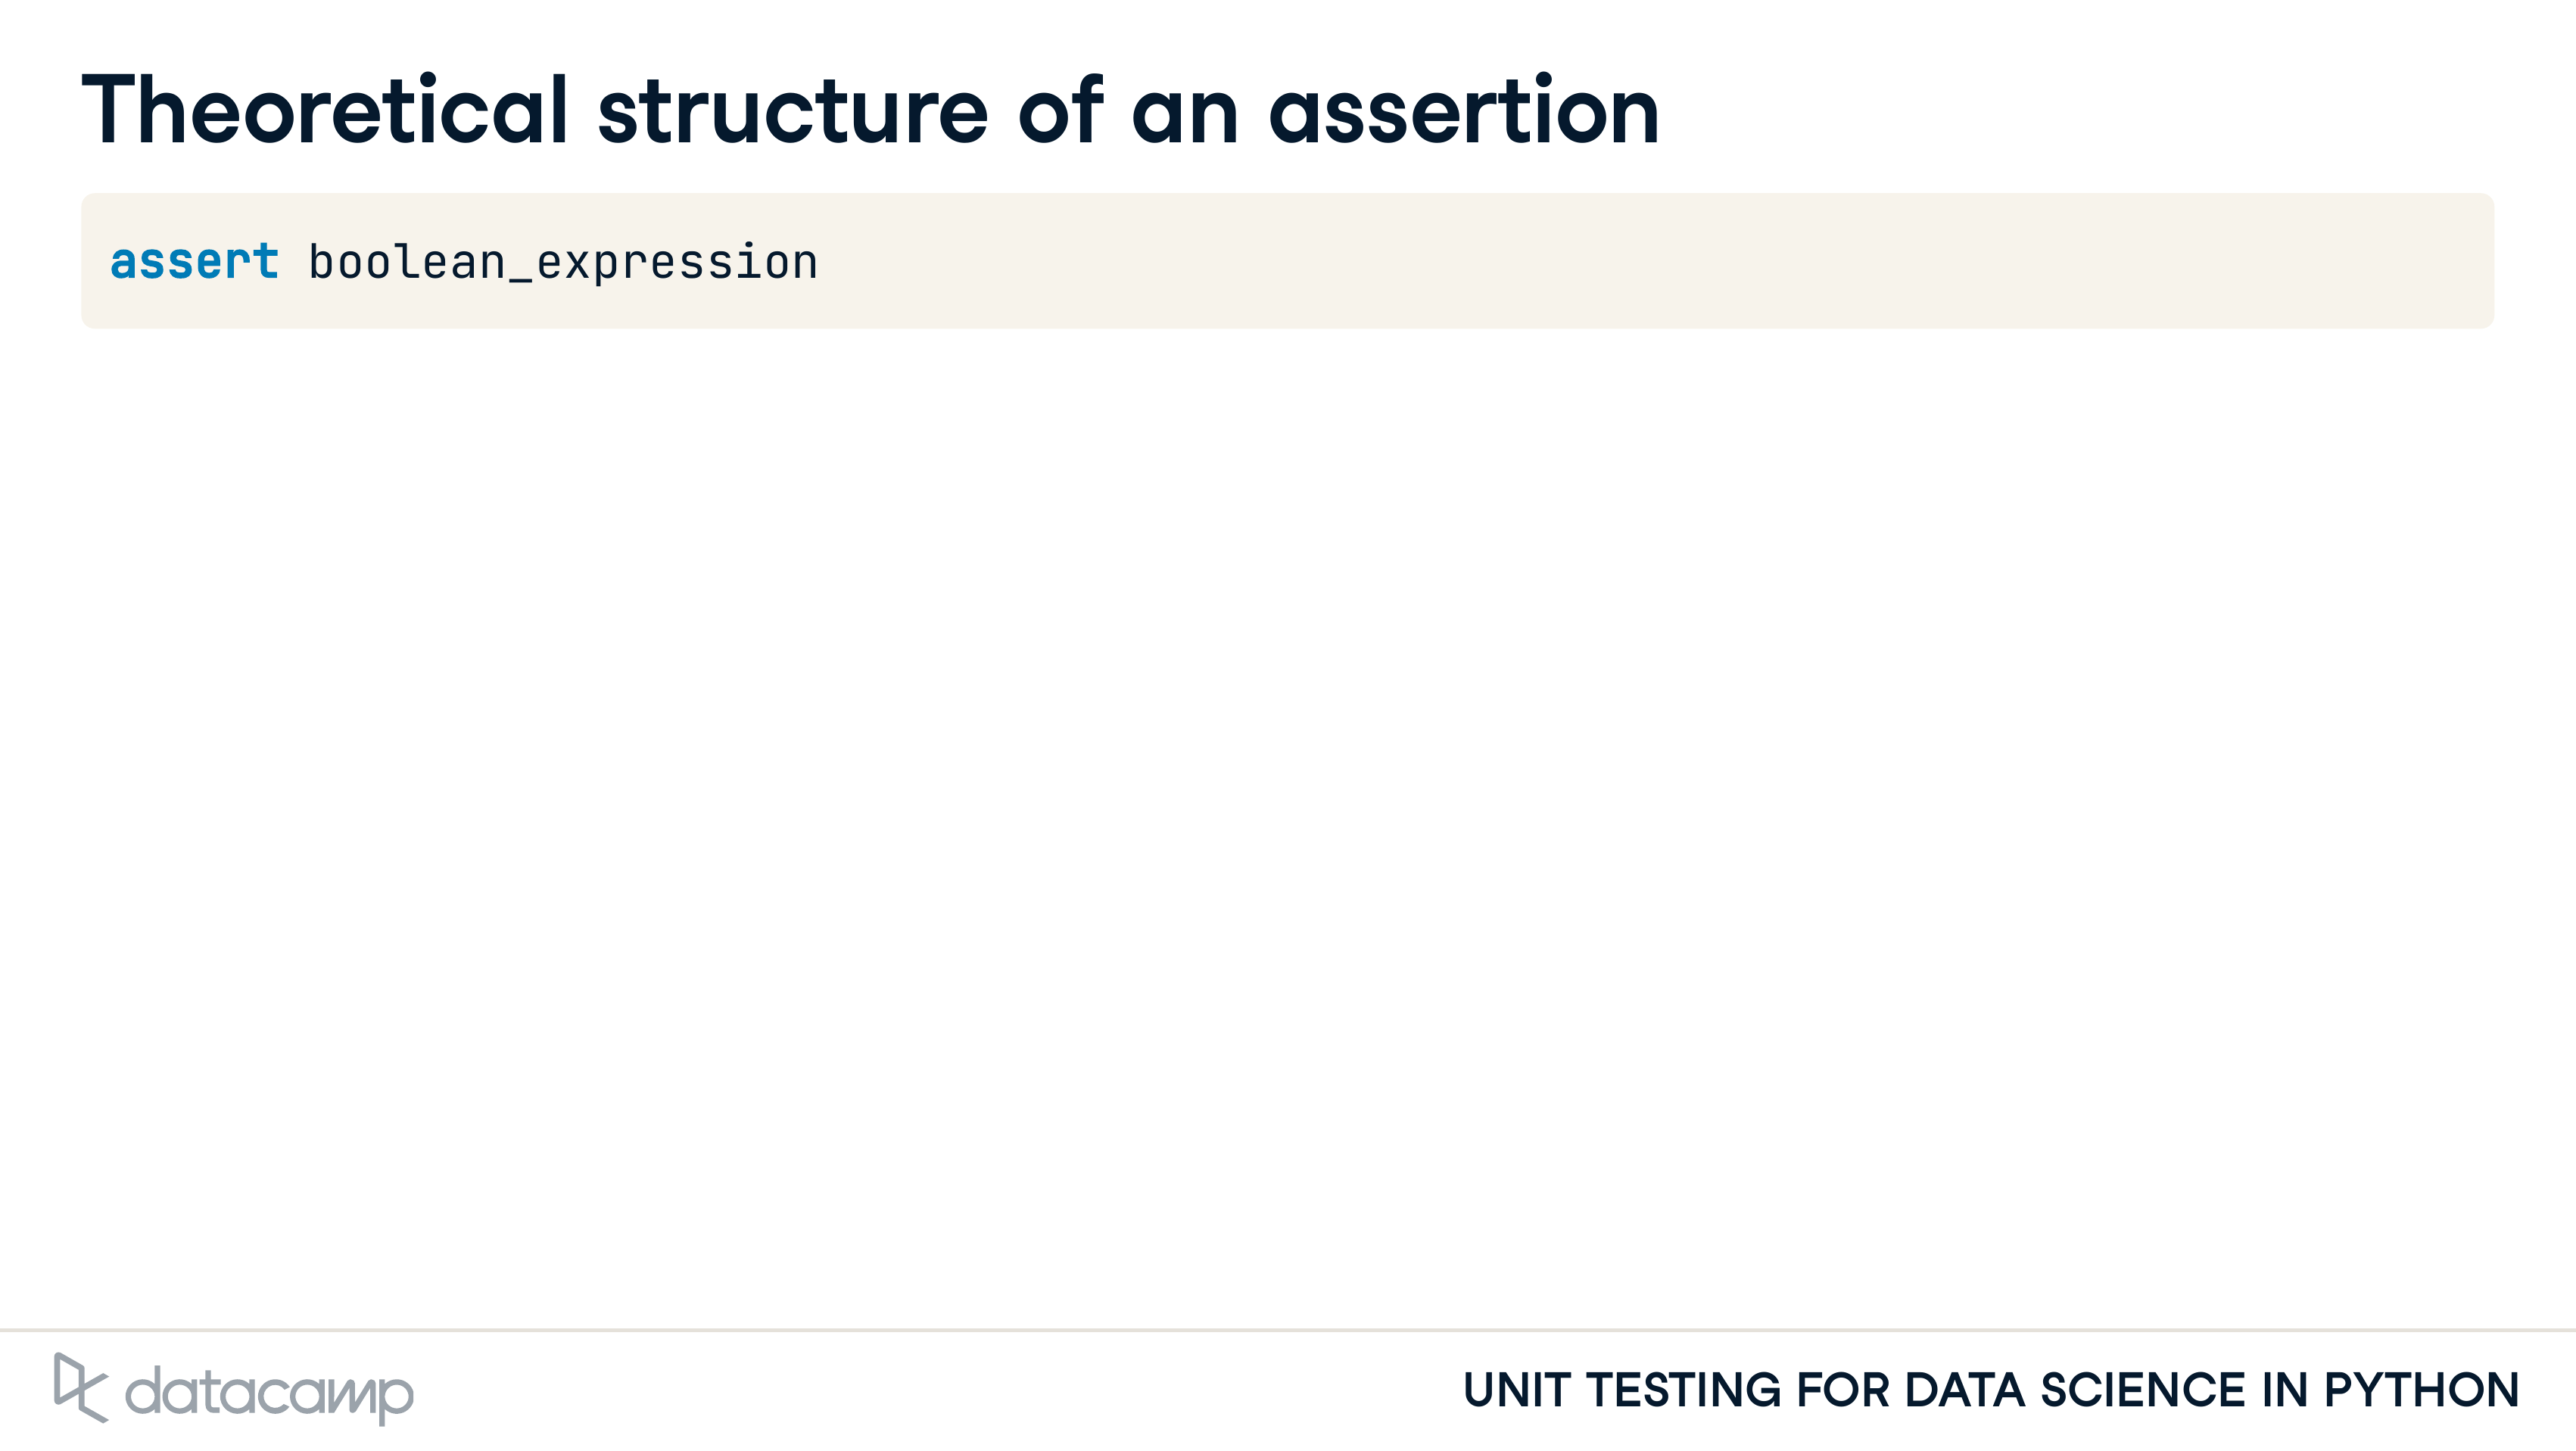 Theoretical structure of an assertion
assert boolean_expression
datacamp
UNIT TESTING FOR DATA SCIENCE IN PYTHON